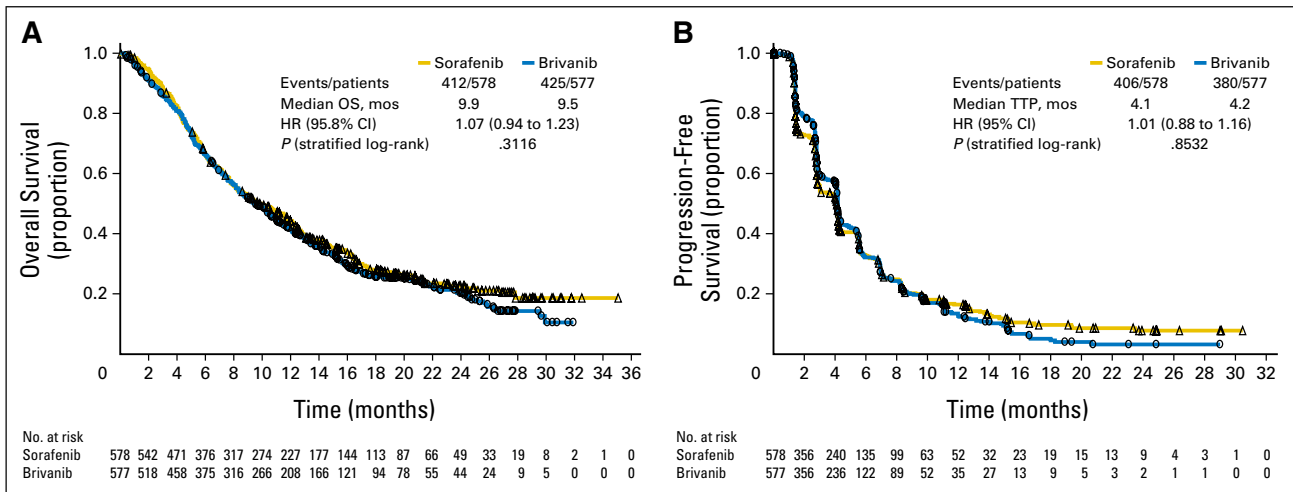 A
Sorafenib Brivanib
Events/patients 412/578 425/577
Median OS, mos 9.9 9.5
HR (95.8% CI) 1.07 (0.94 to 1.23)
P (stratified log-rank) .3116
Overall Survival
(proportion)
1.0
0.8
0.6
0.4
0.2
0 2 4 6 8 10 12 14 16 18 20 22 24 26 28 30 32 34 36
Time (months)
No. at risk
Sorafenib 578 542 471 376 317 274 227 177 144 113 87 66 49 33 19 8 2 1 0
Brivanib 577 518 458 375 316 266 208 166 121 94 78 55 44 24 9 5 0 0 0
B
Sorafenib Brivanib
Events/patients 406/578 380/577
Median TTP, mos 4.1 4.2
HR (95% CI) 1.01 (0.88 to 1.16)
P (stratified log-rank) .8532
Progression-Free
Survival (proportion)
1.0
0.8
0.6
0.4
0.2
0 2 4 6 8 10 12 14 16 18 20 22 24 26 28 30 32
Time (months)
No. at risk
Sorafenib 578 356 240 135 99 63 52 32 23 19 15 13 9 4 3 1 0
Brivanib 577 356 236 122 89 52 35 27 13 9 5 3 2 1 1 0 0